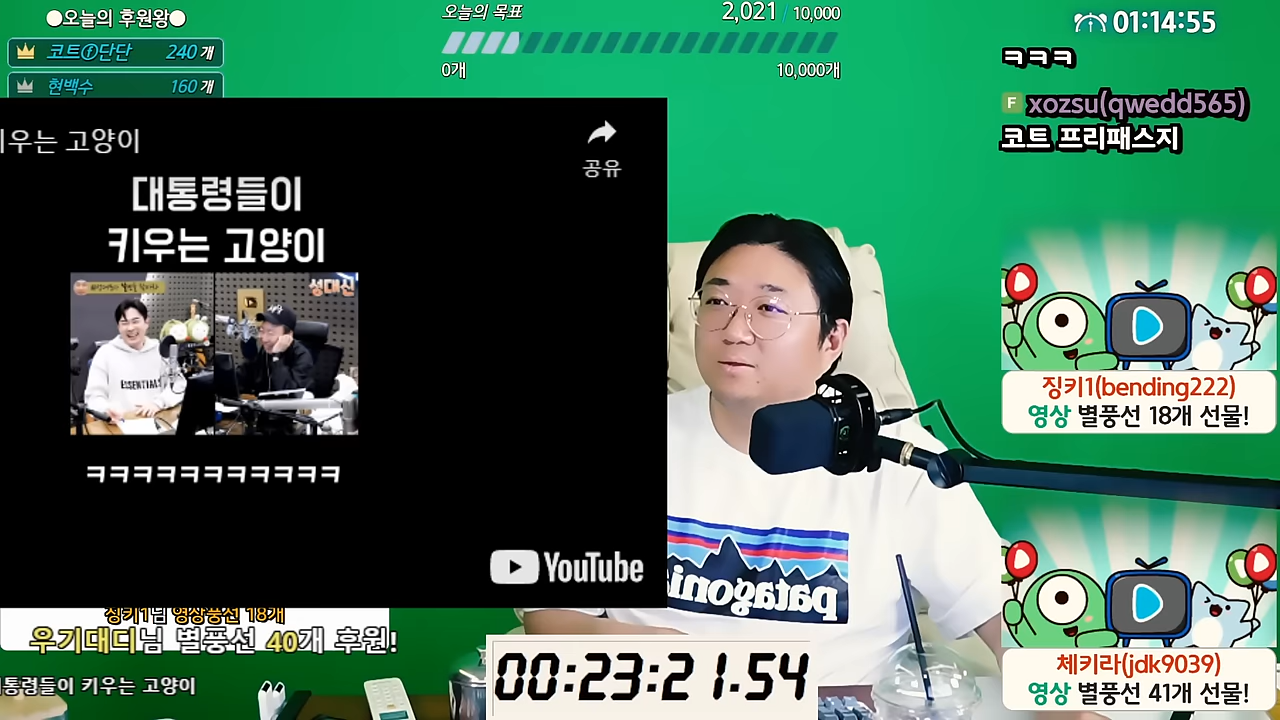 ●오늘의 후원왕●
코트ⓕ단단 240 개
현백수 160 개
오늘의 목표
2,021 / 10,000
0개 10,000개
01:14:55
ㅋㅋㅋ
F xozsu(qwedd565)
코트 프리패스지
키우는 고양이
공유
대통령들이
키우는 고양이
성대신
ESSENTIALS
ㅋㅋㅋㅋㅋㅋㅋㅋㅋㅋㅋ
YouTube
patagonia
징키1(bending222)
영상 별풍선 18개 선물!
체키라(jdk9039)
영상 별풍선 41개 선물!
징키1님 영상풍선 18개
우기대디님 별풍선 40개 후원!
통령들이 키우는 고양이
00:23:21.54